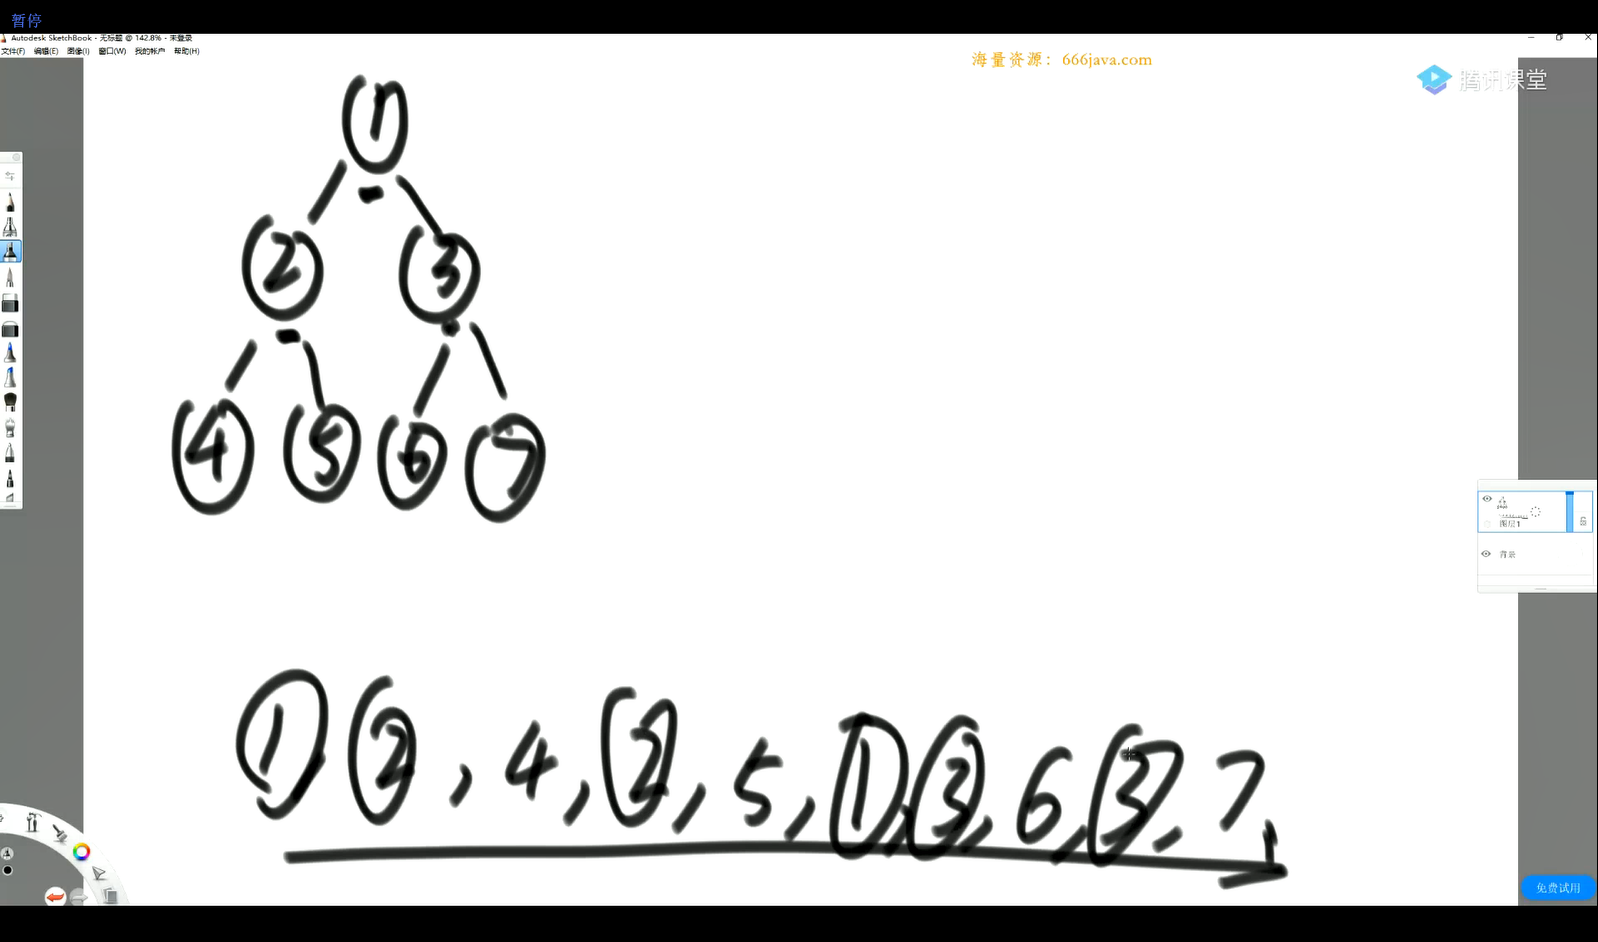 暂停
Autodesk SketchBook - 无标题 @ 142.8% - 未登录
文件(F) 编辑(E) 图像(I) 窗口(W) 我的帐户 帮助(H)
海量资源：666java.com
腾讯课堂
1
2 3
4 5 6 7
图层1
背景
1 2 , 4 , 2 , 5 , 1 , 3 , 6 , 3 , 7
免费试用